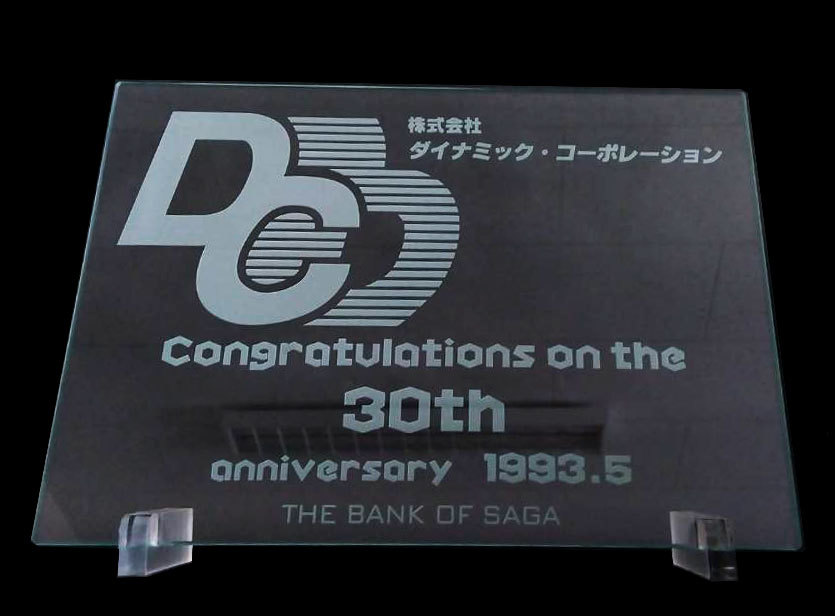 DC
株式会社
ダイナミック・コーポレーション
Congratulations on the
30th
anniversary 1993.5
THE BANK OF SAGA